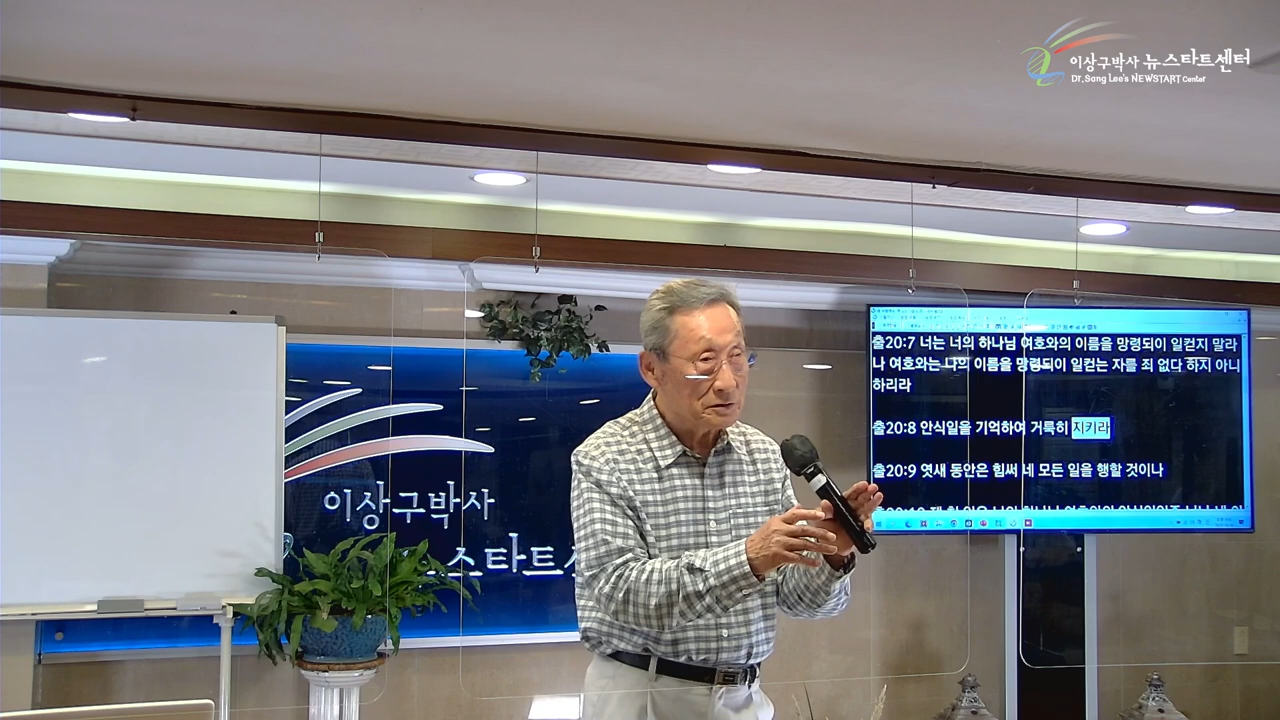 이상구박사 뉴스타트센터
Dr. Sang Lee's NEWSTART Center
출20:7 너는 너의 하나님 여호와의 이름을 망령되이 일컫지 말라
나 여호와는 나의 이름을 망령되이 일컫는 자를 죄 없다 하지 아니
하리라
출20:8 안식일을 기억하여 거룩히 지키라
출20:9 엿새 동안은 힘써 네 모든 일을 행할 것이나
이상구박사
스타트